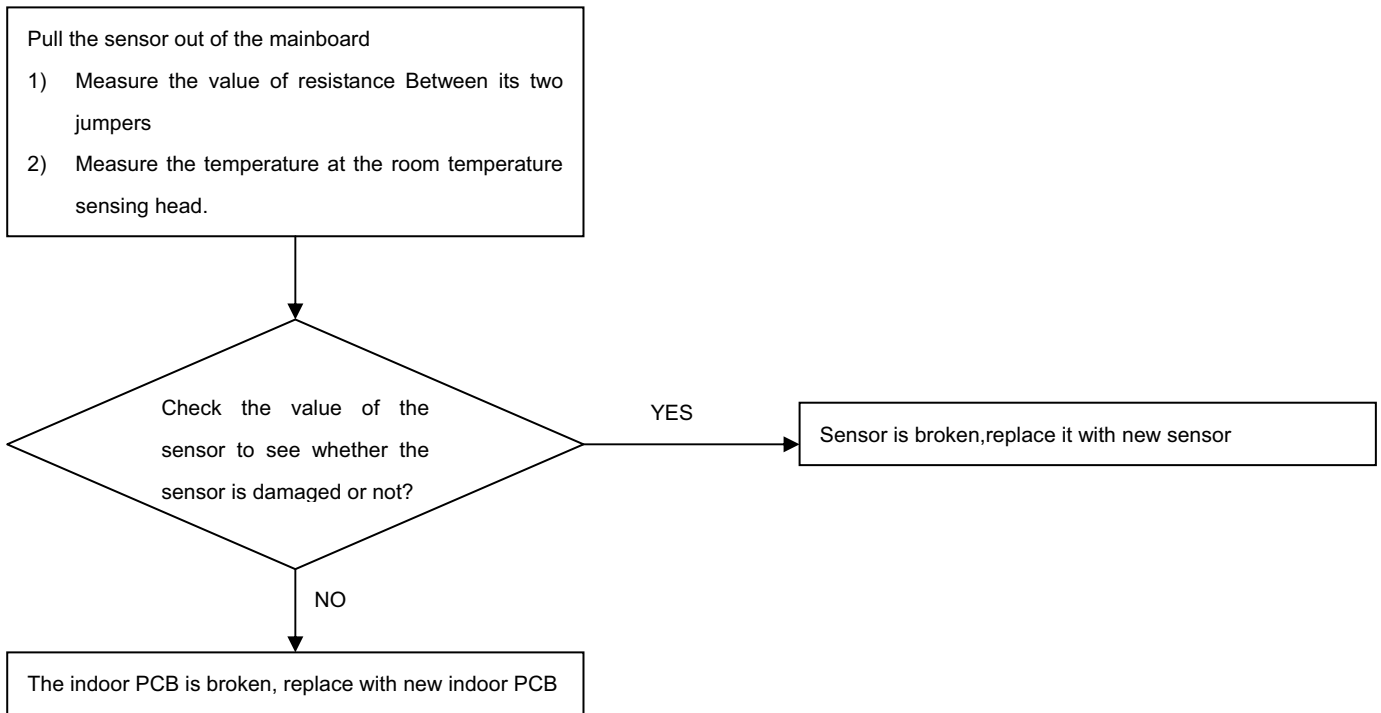 Pull the sensor out of the mainboard
1) Measure the value of resistance Between its two
jumpers
2) Measure the temperature at the room temperature
sensing head.
Check the value of the
sensor to see whether the
sensor is damaged or not?
YES
Sensor is broken,replace it with new sensor
NO
The indoor PCB is broken, replace with new indoor PCB